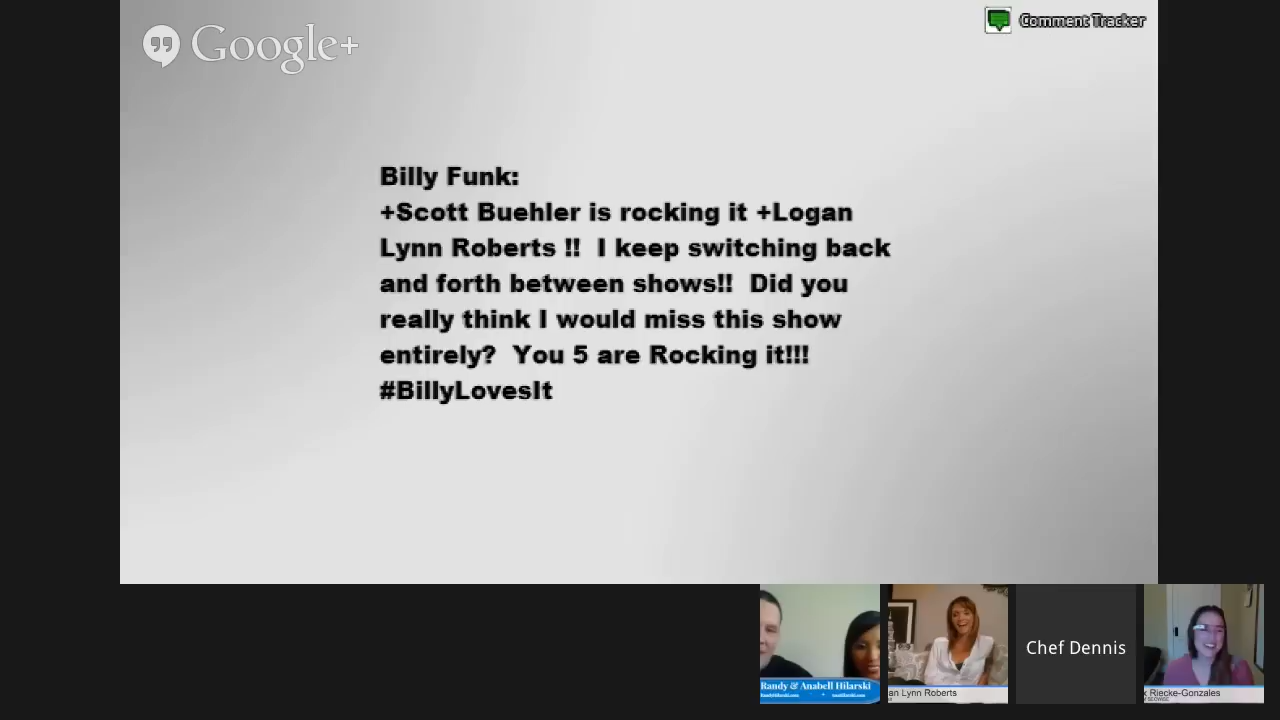 Google+
Comment Tracker
Billy Funk:
+Scott Buehler is rocking it +Logan
Lynn Roberts !!  I keep switching back
and forth between shows!!  Did you
really think I would miss this show
entirely?  You 5 are Rocking it!!!
#BillyLovesIt
Randy & Anabell Hilarski
an Lynn Roberts
Chef Dennis
x Riecke-Gonzales